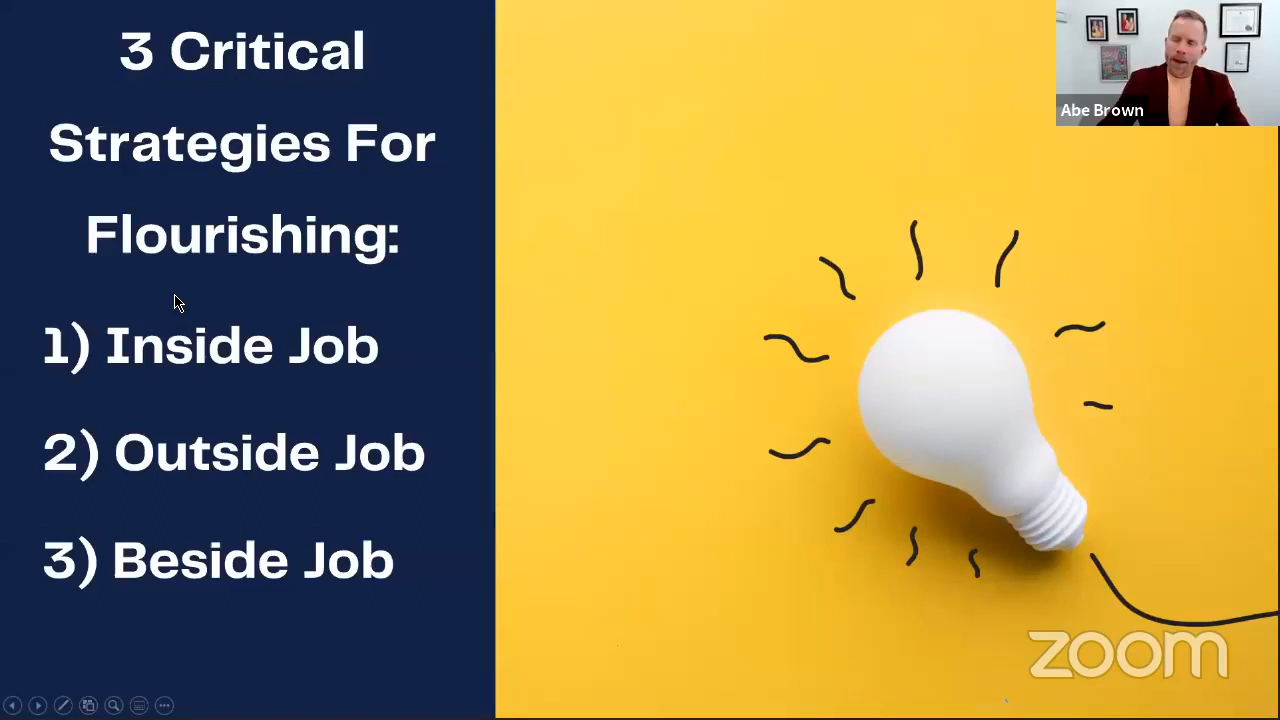 3 Critical
Strategies For
Flourishing:
1) Inside Job
2) Outside Job
3) Beside Job
Abe Brown
zoom